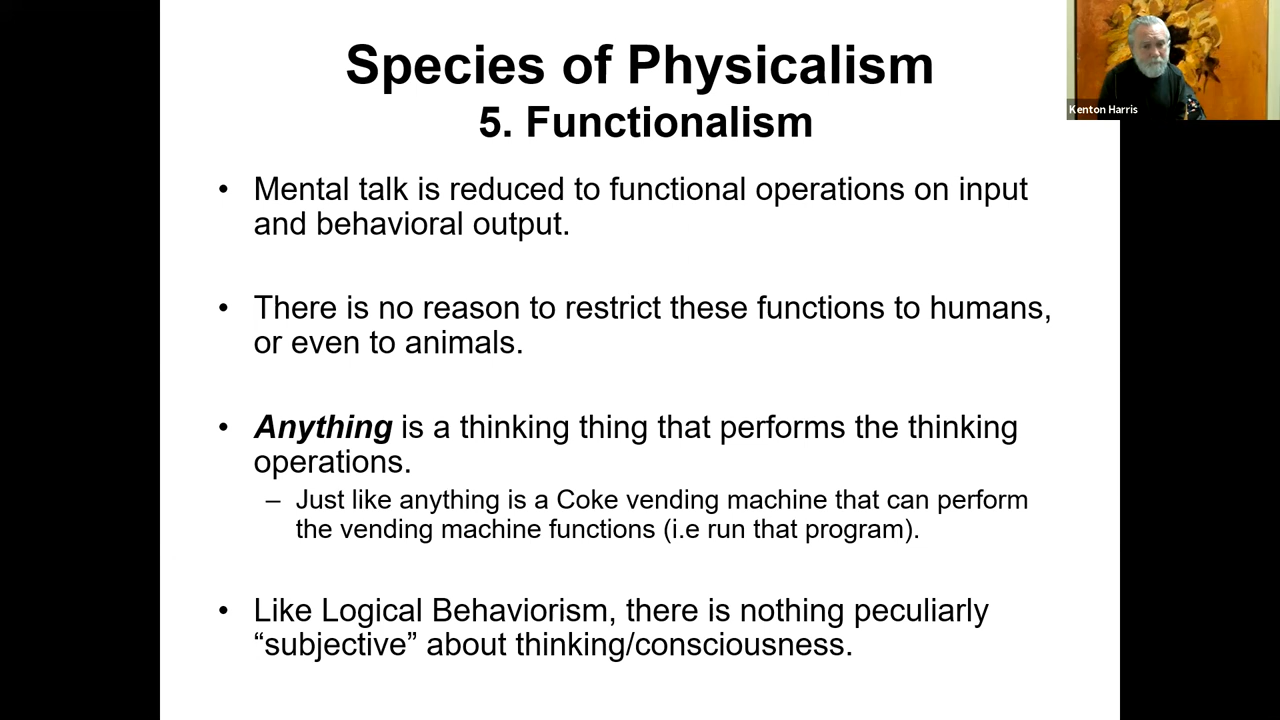 Species of Physicalism
5. Functionalism
Kenton Harris
• Mental talk is reduced to functional operations on input
and behavioral output.
• There is no reason to restrict these functions to humans,
or even to animals.
• Anything is a thinking thing that performs the thinking
operations.
– Just like anything is a Coke vending machine that can perform
the vending machine functions (i.e run that program).
• Like Logical Behaviorism, there is nothing peculiarly
“subjective” about thinking/consciousness.